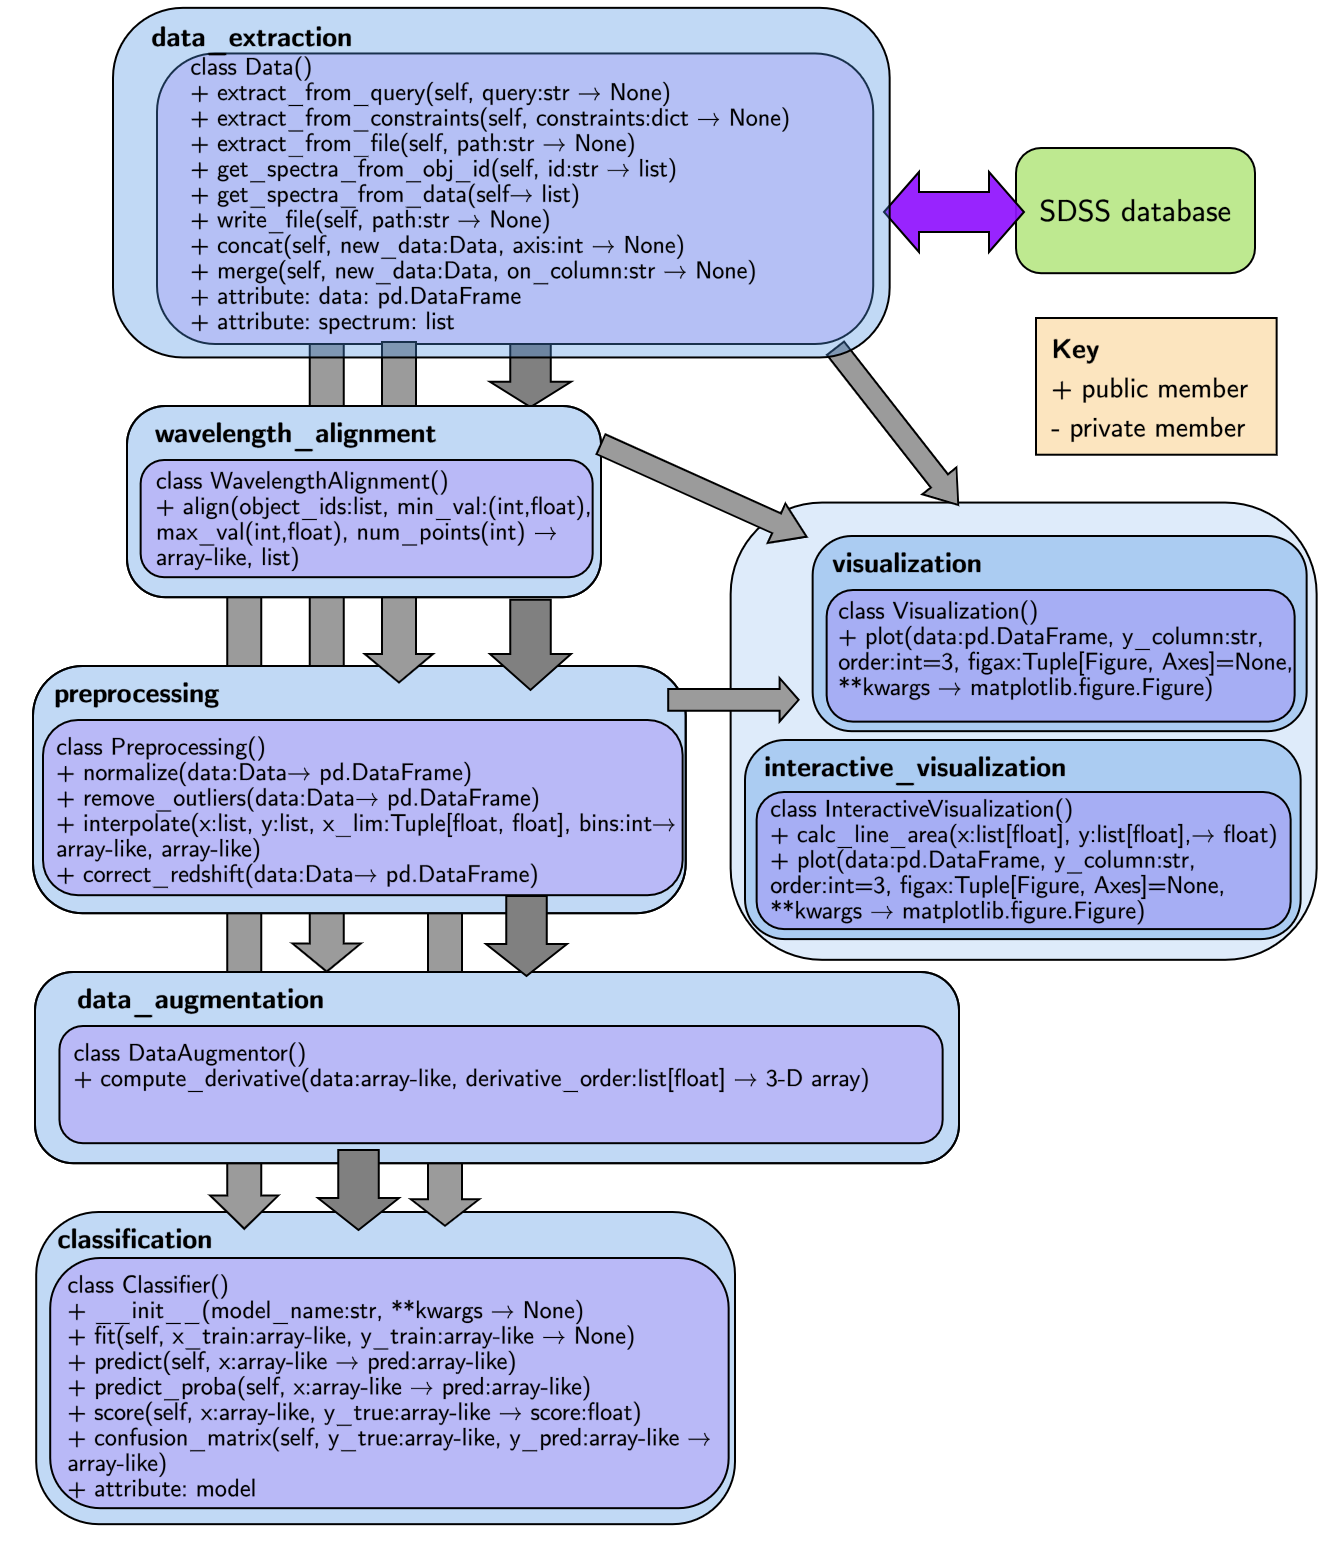 data_extraction
class Data()
+ extract_from_query(self, query:str → None)
+ extract_from_constraints(self, constraints:dict → None)
+ extract_from_file(self, path:str → None)
+ get_spectra_from_obj_id(self, id:str → list)
+ get_spectra_from_data(self→ list)
+ write_file(self, path:str → None)
+ concat(self, new_data:Data, axis:int → None)
+ merge(self, new_data:Data, on_column:str → None)
+ attribute: data: pd.DataFrame
+ attribute: spectrum: list
SDSS database
Key
+ public member
- private member
wavelength_alignment
class WavelengthAlignment()
+ align(object_ids:list, min_val:(int,float),
max_val(int,float), num_points(int) →
array-like, list)
visualization
class Visualization()
+ plot(data:pd.DataFrame, y_column:str,
order:int=3, figax:Tuple[Figure, Axes]=None,
**kwargs → matplotlib.figure.Figure)
preprocessing
class Preprocessing()
+ normalize(data:Data→ pd.DataFrame)
+ remove_outliers(data:Data→ pd.DataFrame)
+ interpolate(x:list, y:list, x_lim:Tuple[float, float], bins:int→
array-like, array-like)
+ correct_redshift(data:Data→ pd.DataFrame)
interactive_visualization
class InteractiveVisualization()
+ calc_line_area(x:list[float], y:list[float],→ float)
+ plot(data:pd.DataFrame, y_column:str,
order:int=3, figax:Tuple[Figure, Axes]=None,
**kwargs → matplotlib.figure.Figure)
data_augmentation
class DataAugmentor()
+ compute_derivative(data:array-like, derivative_order:list[float] → 3-D array)
classification
class Classifier()
+ __init__(model_name:str, **kwargs → None)
+ fit(self, x_train:array-like, y_train:array-like → None)
+ predict(self, x:array-like → pred:array-like)
+ predict_proba(self, x:array-like → pred:array-like)
+ score(self, x:array-like, y_true:array-like → score:float)
+ confusion_matrix(self, y_true:array-like, y_pred:array-like →
array-like)
+ attribute: model